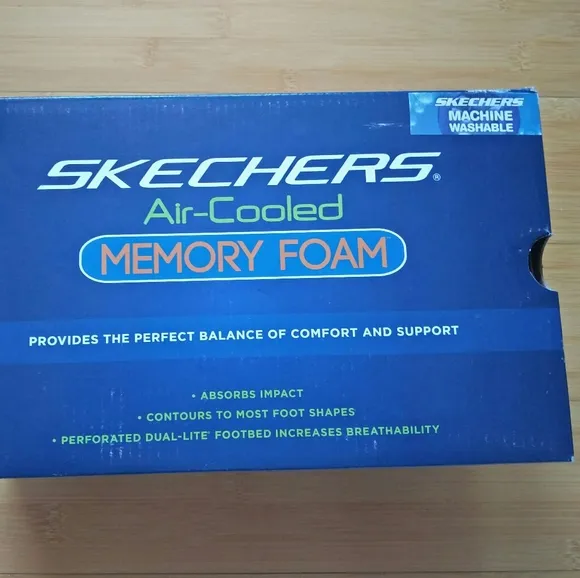 SKECHERS
MACHINE
WASHABLE
SKECHERS®
Air-Cooled
MEMORY FOAM
PROVIDES THE PERFECT BALANCE OF COMFORT AND SUPPORT
• ABSORBS IMPACT
• CONTOURS TO MOST FOOT SHAPES
• PERFORATED DUAL-LITE® FOOTBED INCREASES BREATHABILITY